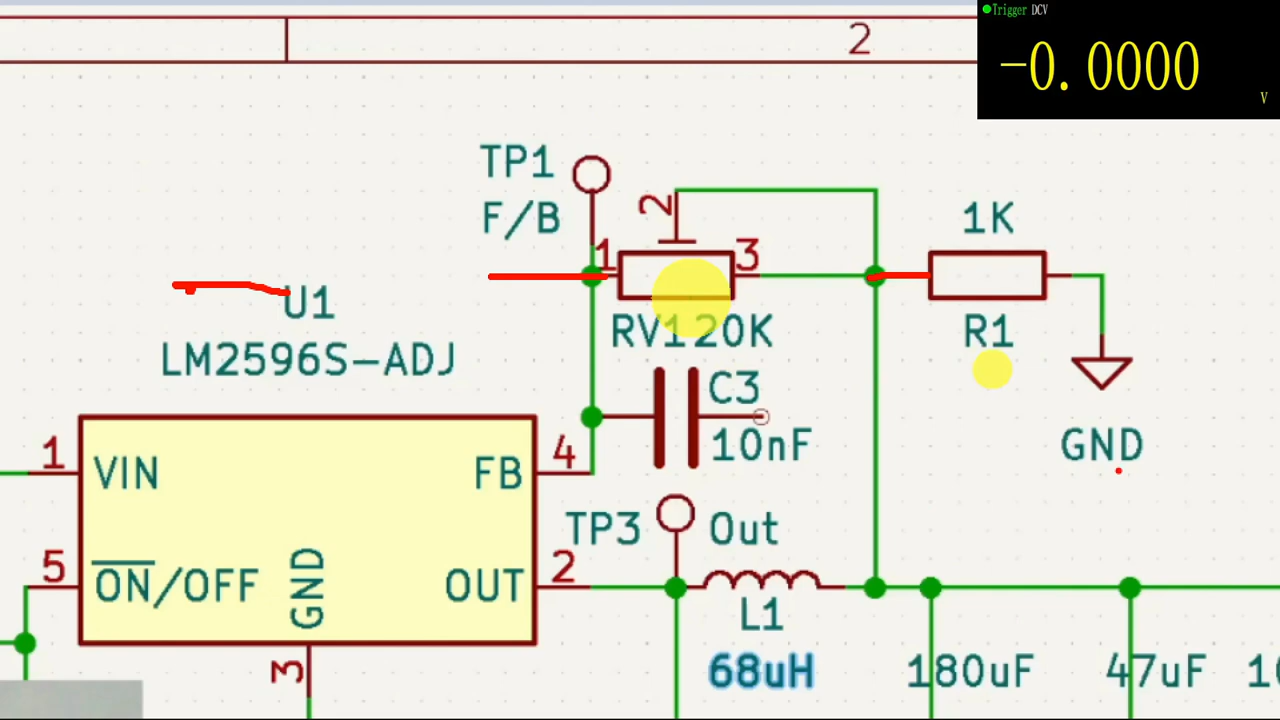 Trigger DCV
-0.0000
V
2
TP1
F/B
2
1
3
1K
RV1 20K
R1
U1
LM2596S-ADJ
C3
10nF
GND
1
VIN
FB
4
TP3
Out
5
ON/OFF
GND
OUT
2
L1
3
68uH
180uF
47uF
10